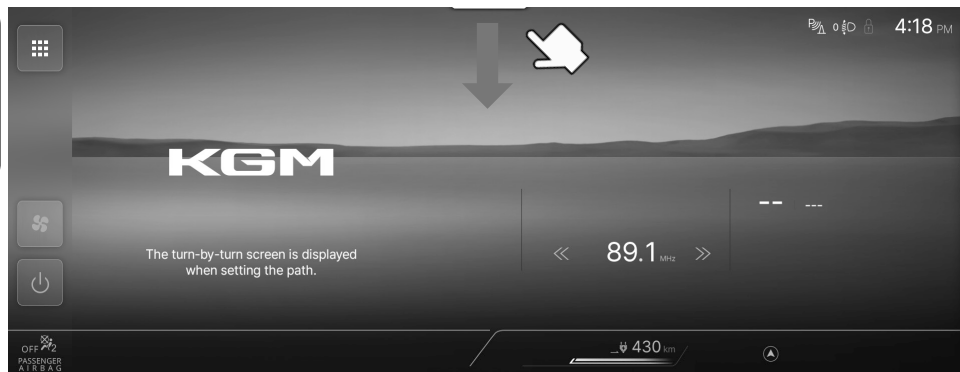 4:18 PM
KGM
The turn-by-turn screen is displayed
when setting the path.
89.1 MHz
-- ---
OFF 2
PASSENGER
AIRBAG
430 km